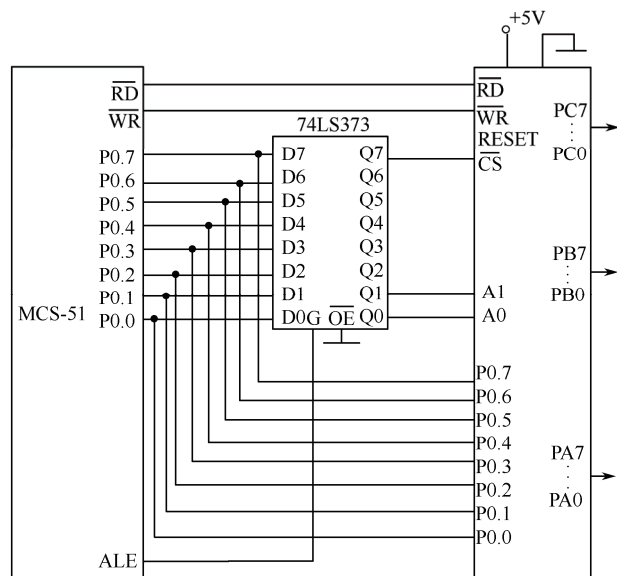 +5V
MCS-51
RD
WR
P0.7
P0.6
P0.5
P0.4
P0.3
P0.2
P0.1
P0.0
ALE
74LS373
D7 Q7
D6 Q6
D5 Q5
D4 Q4
D3 Q3
D2 Q2
D1 Q1
D0G OE Q0
RD
WR
RESET
CS
A1
A0
P0.7
P0.6
P0.5
P0.4
P0.3
P0.2
P0.1
P0.0
PC7
PC0
PB7
PB0
PA7
PA0